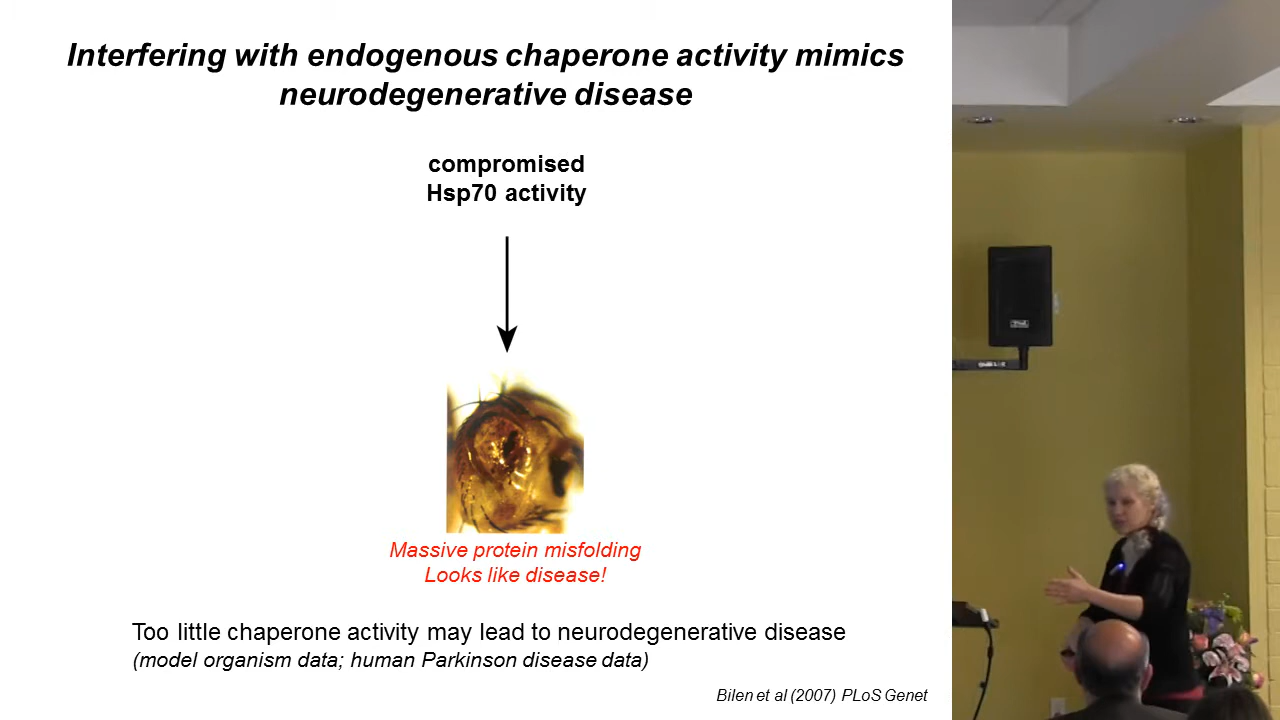 Interfering with endogenous chaperone activity mimics
neurodegenerative disease
compromised
Hsp70 activity
Massive protein misfolding
Looks like disease!
Too little chaperone activity may lead to neurodegenerative disease
(model organism data; human Parkinson disease data)
Bilen et al (2007) PLoS Genet